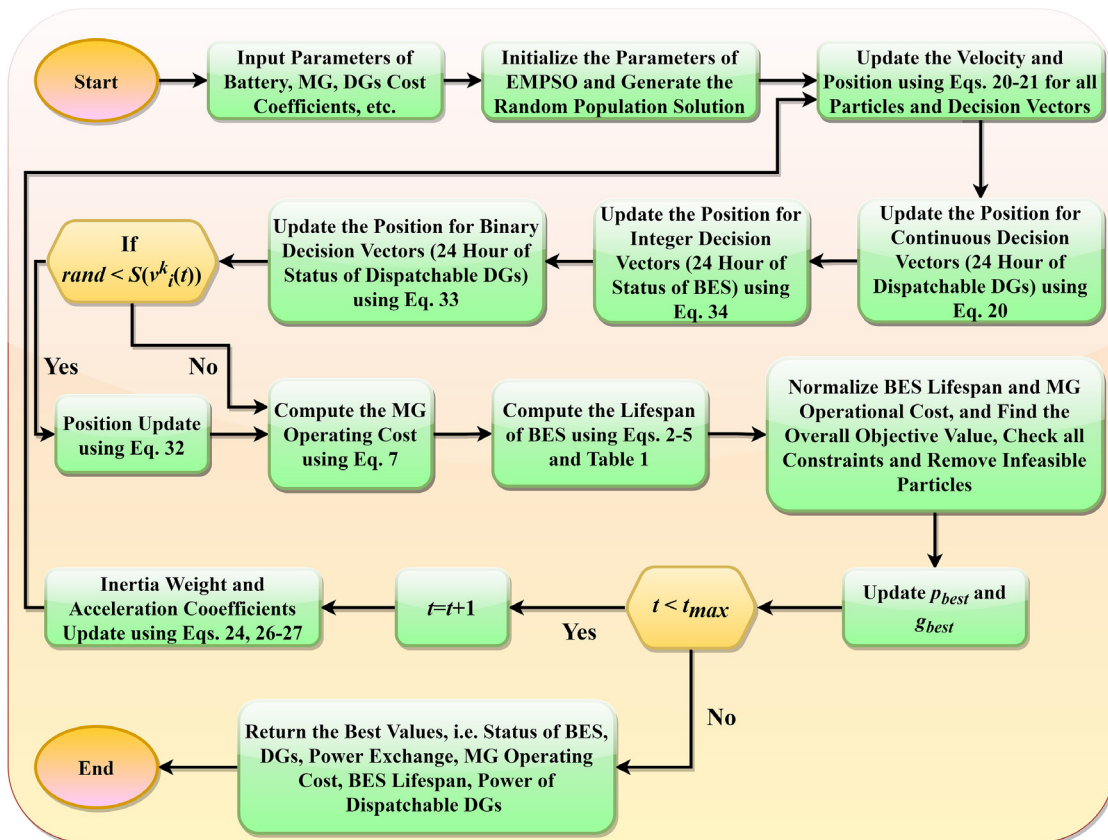 Start
Input Parameters of
Battery, MG, DGs Cost
Coefficients, etc.
Initialize the Parameters of
EMPSO and Generate the
Random Population Solution
Update the Velocity and
Position using Eqs. 20-21 for all
Particles and Decision Vectors
If
rand < S(v^k_i(t))
Update the Position for Binary
Decision Vectors (24 Hour of
Status of Dispatchable DGs)
using Eq. 33
Update the Position for
Integer Decision
Vectors (24 Hour of
Status of BES) using
Eq. 34
Update the Position for
Continuous Decision
Vectors (24 Hour of
Dispatchable DGs) using
Eq. 20
Yes
No
Position Update
using Eq. 32
Compute the MG
Operating Cost
using Eq. 7
Compute the Lifespan
of BES using Eqs. 2-5
and Table 1
Normalize BES Lifespan and MG
Operational Cost, and Find the
Overall Objective Value, Check all
Constraints and Remove Infeasible
Particles
Inertia Weight and
Acceleration Cooefficients
Update using Eqs. 24, 26-27
t=t+1
Yes
t < t_max
Update p_best and
g_best
No
End
Return the Best Values, i.e. Status of BES,
DGs, Power Exchange, MG Operating
Cost, BES Lifespan, Power of
Dispatchable DGs